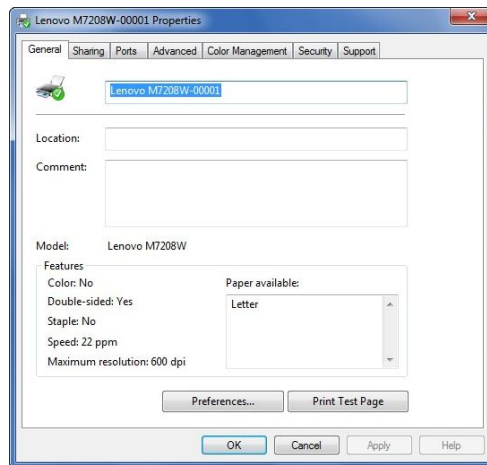 Lenovo M7208W-00001 Properties
General Sharing Ports Advanced Color Management Security Support
Lenovo M7208W-00001
Location:
Comment:
Model: Lenovo M7208W
Features
Color: No
Double-sided: Yes
Staple: No
Speed: 22 ppm
Maximum resolution: 600 dpi
Paper available:
Letter
Preferences... Print Test Page
OK Cancel Apply Help